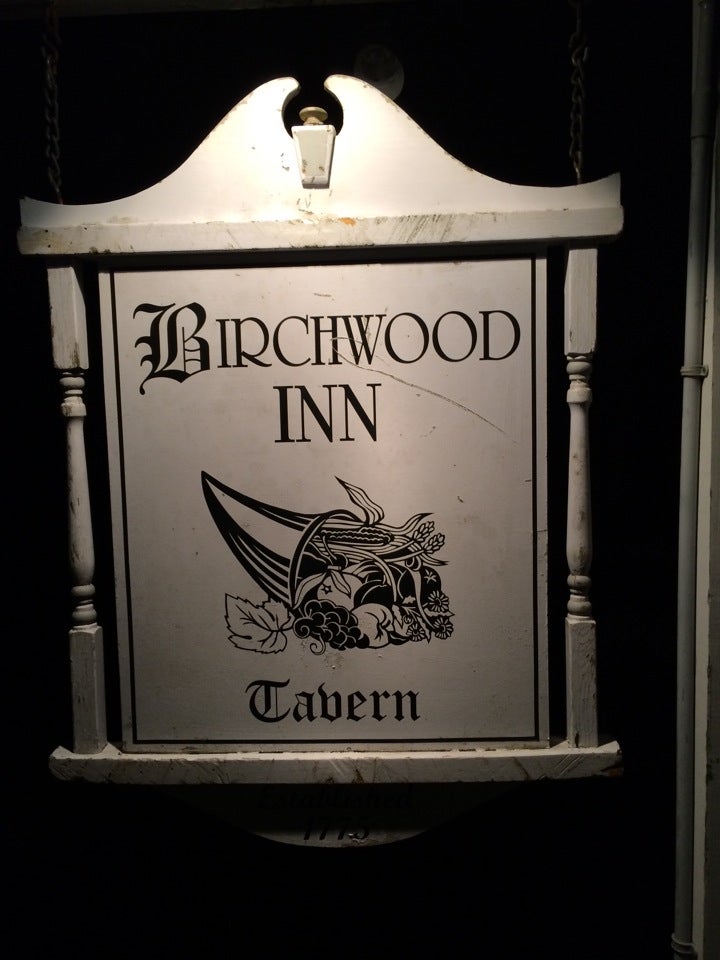 BIRCHWOOD
INN
Tavern
Established
1775